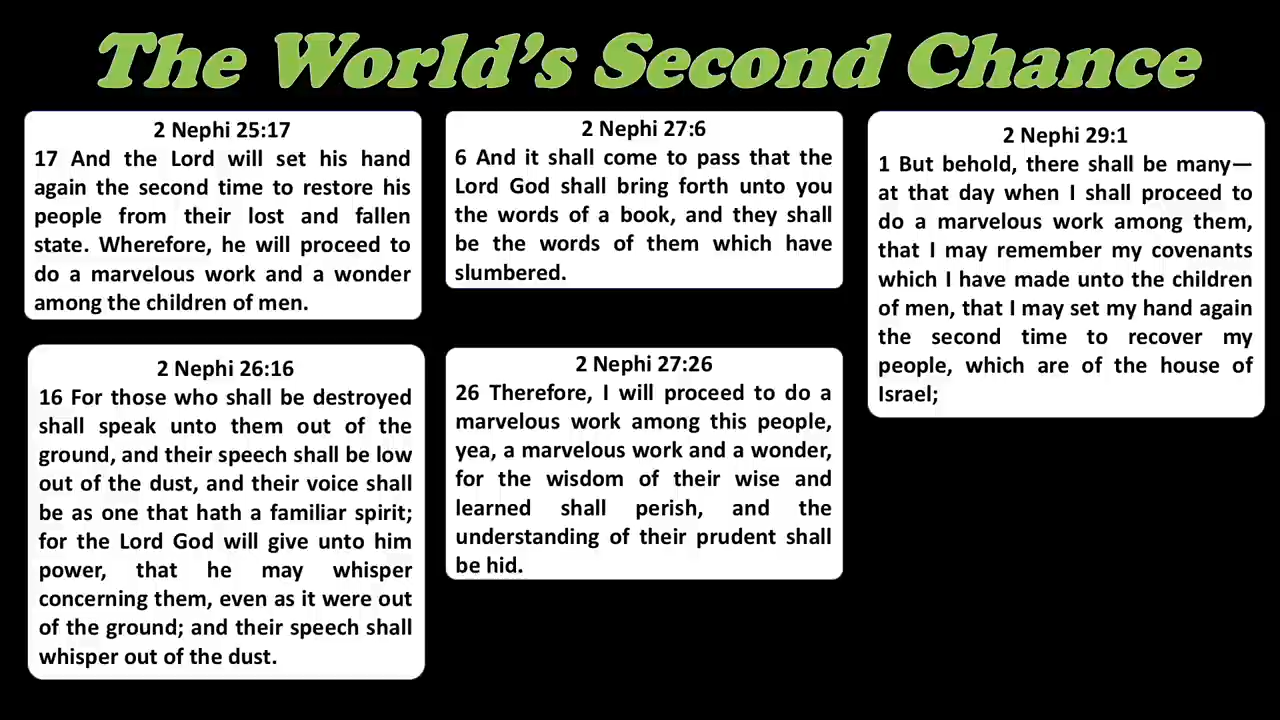 The World’s Second Chance
2 Nephi 25:17
17 And the Lord will set his hand
again the second time to restore his
people from their lost and fallen
state. Wherefore, he will proceed to
do a marvelous work and a wonder
among the children of men.
2 Nephi 26:16
16 For those who shall be destroyed
shall speak unto them out of the
ground, and their speech shall be low
out of the dust, and their voice shall
be as one that hath a familiar spirit;
for the Lord God will give unto him
power, that he may whisper
concerning them, even as it were out
of the ground; and their speech shall
whisper out of the dust.
2 Nephi 27:6
6 And it shall come to pass that the
Lord God shall bring forth unto you
the words of a book, and they shall
be the words of them which have
slumbered.
2 Nephi 27:26
26 Therefore, I will proceed to do a
marvelous work among this people,
yea, a marvelous work and a wonder,
for the wisdom of their wise and
learned shall perish, and the
understanding of their prudent shall
be hid.
2 Nephi 29:1
1 But behold, there shall be many—
at that day when I shall proceed to
do a marvelous work among them,
that I may remember my covenants
which I have made unto the children
of men, that I may set my hand again
the second time to recover my
people, which are of the house of
Israel;